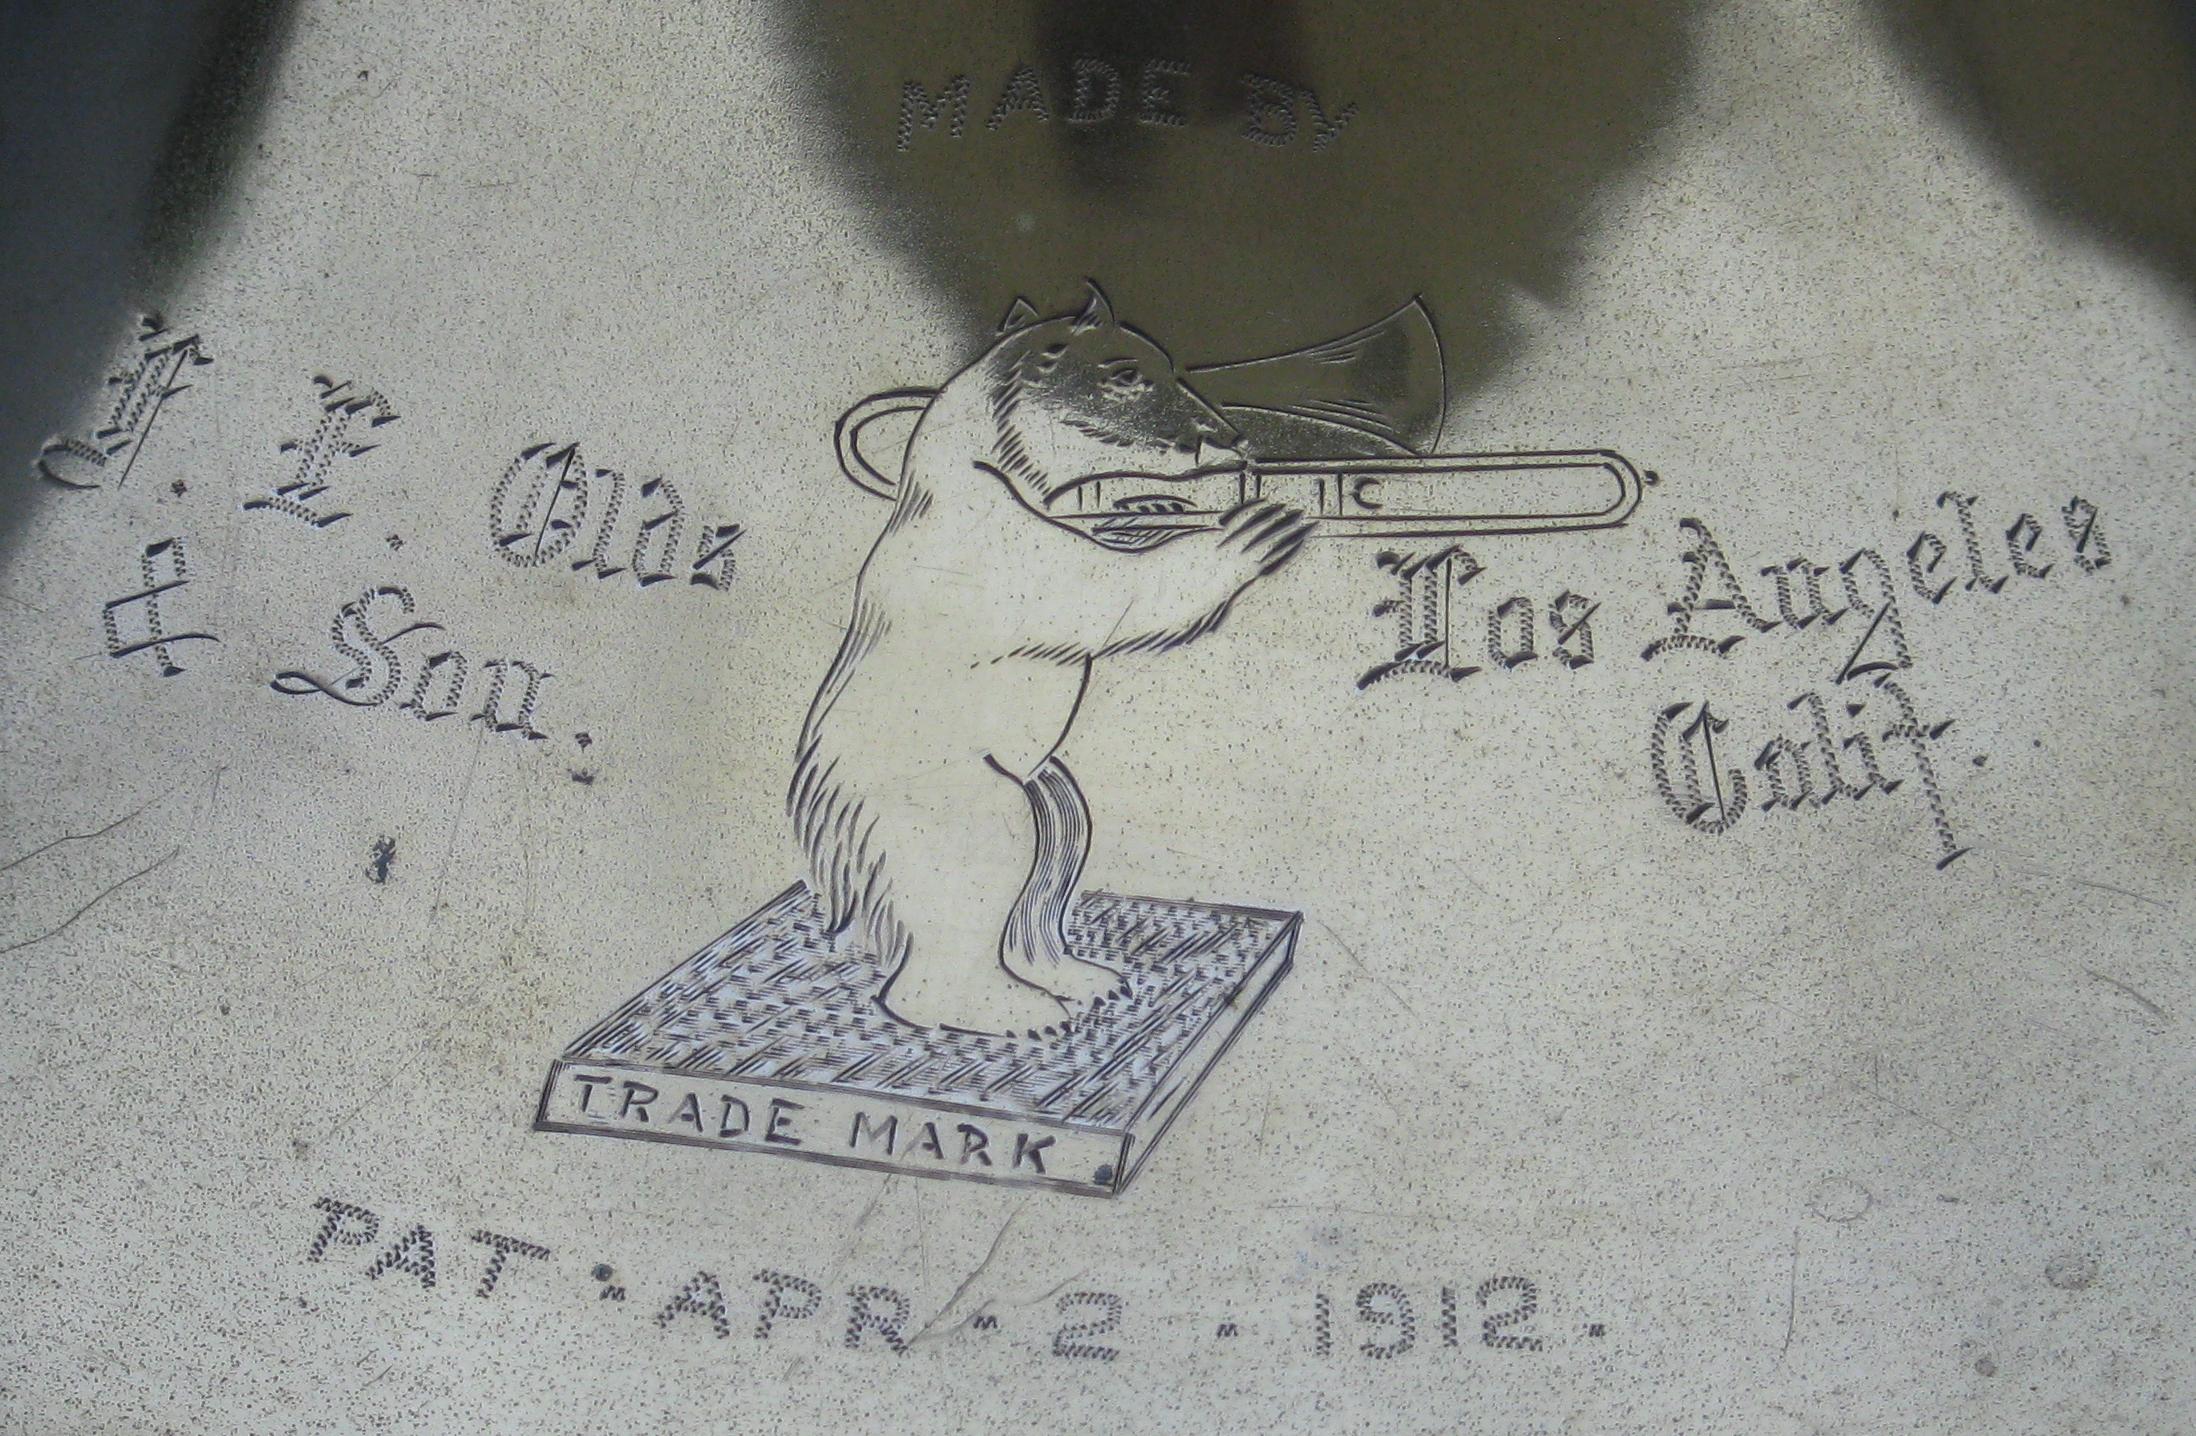 MADE BY
F. E. Olds
& Son.
Los Angeles
Calif.
TRADE MARK
PAT. APR - 2 - 1912.